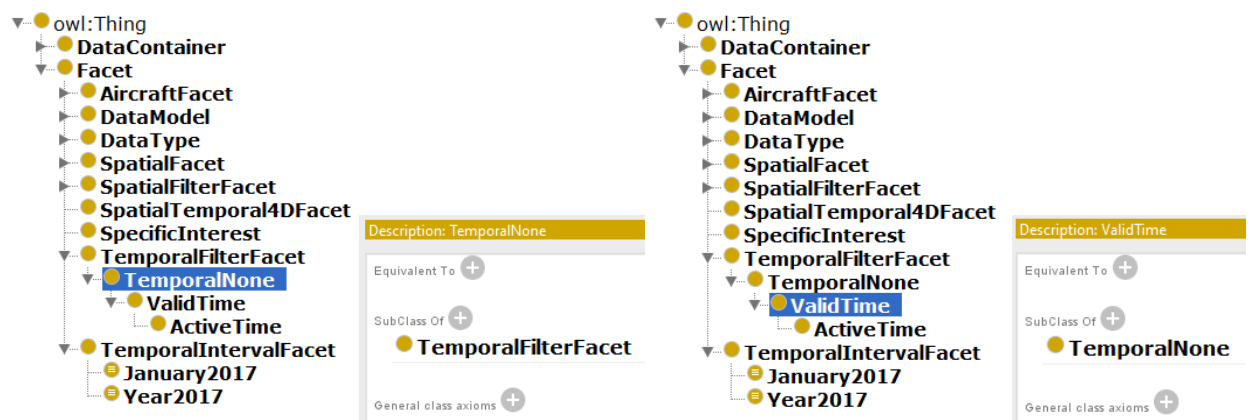 owl:Thing
DataContainer
Facet
AircraftFacet
DataModel
DataType
SpatialFacet
SpatialFilterFacet
SpatialTemporal4DFacet
SpecificInterest
TemporalFilterFacet
TemporalNone
ValidTime
ActiveTime
TemporalIntervalFacet
January2017
Year2017
Description: TemporalNone
Equivalent To
SubClass Of
TemporalFilterFacet
General class axioms
owl:Thing
DataContainer
Facet
AircraftFacet
DataModel
DataType
SpatialFacet
SpatialFilterFacet
SpatialTemporal4DFacet
SpecificInterest
TemporalFilterFacet
TemporalNone
ValidTime
ActiveTime
TemporalIntervalFacet
January2017
Year2017
Description: ValidTime
Equivalent To
SubClass Of
TemporalNone
General class axioms